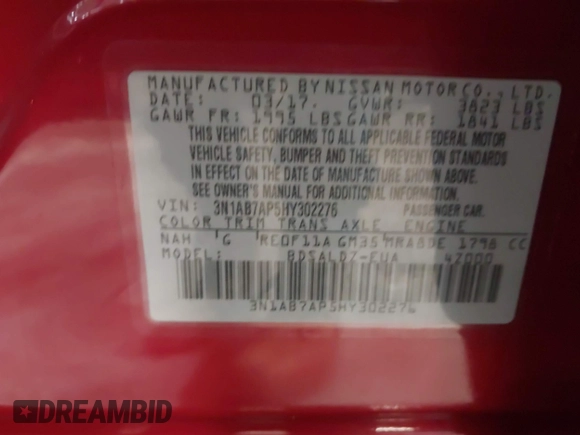 MANUFACTURED BY NISSAN MOTOR CO., LTD.
DATE: 03/17. GVWR: 3823 LBS
GAWR FR: 1995 LBS GAWR RR: 1841 LBS
THIS VEHICLE CONFORMS TO ALL APPLICABLE FEDERAL MOTOR
VEHICLE SAFETY, BUMPER AND THEFT PREVENTION STANDARDS
IN EFFECT ON THE DATE OF MANUFACTURE SHOWN ABOVE.
SEE OWNER'S MANUAL FOR ADDITIONAL INFORMATION.
VIN: 3N1AB7AP5HY302276 PASSENGER CAR.
COLOR TRIM TRANS AXLE ENGINE
NAH G RE0F11A GM35 MRA8DE 1798 CC
MODEL: BDSALDZ-EUA 4Z000
3N1AB7AP5HY302276
DREAMBID